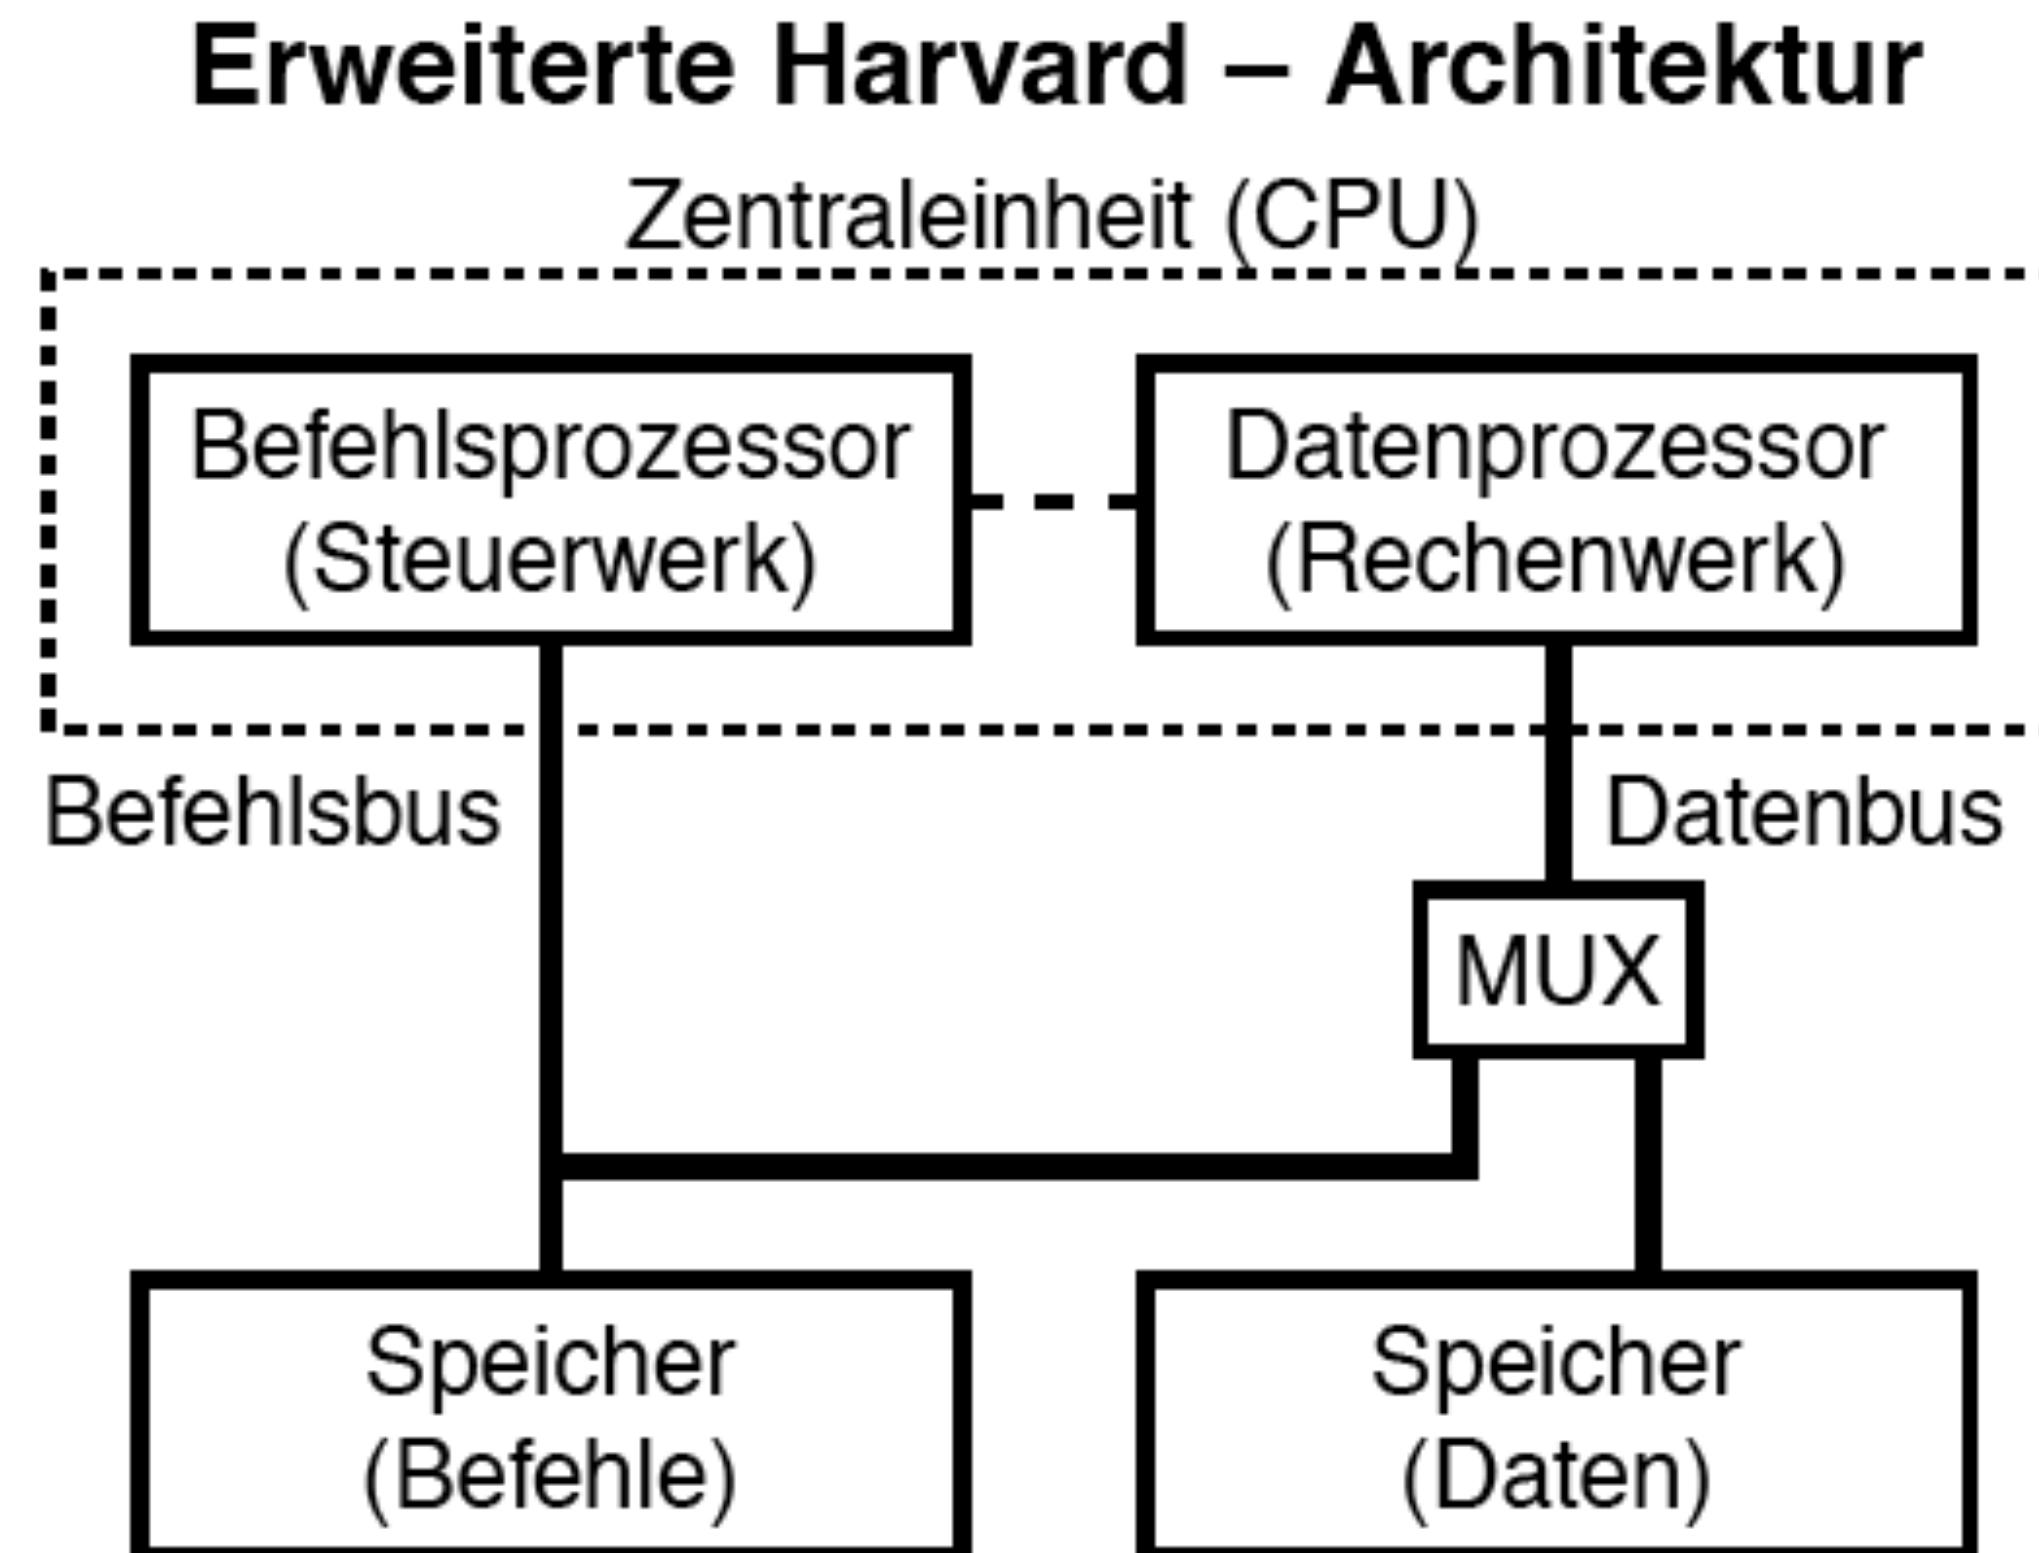 Erweiterte Harvard – Architektur
Zentraleinheit (CPU)
Befehlsprozessor
(Steuerwerk)
Datenprozessor
(Rechenwerk)
Befehlsbus
Datenbus
MUX
Speicher
(Befehle)
Speicher
(Daten)